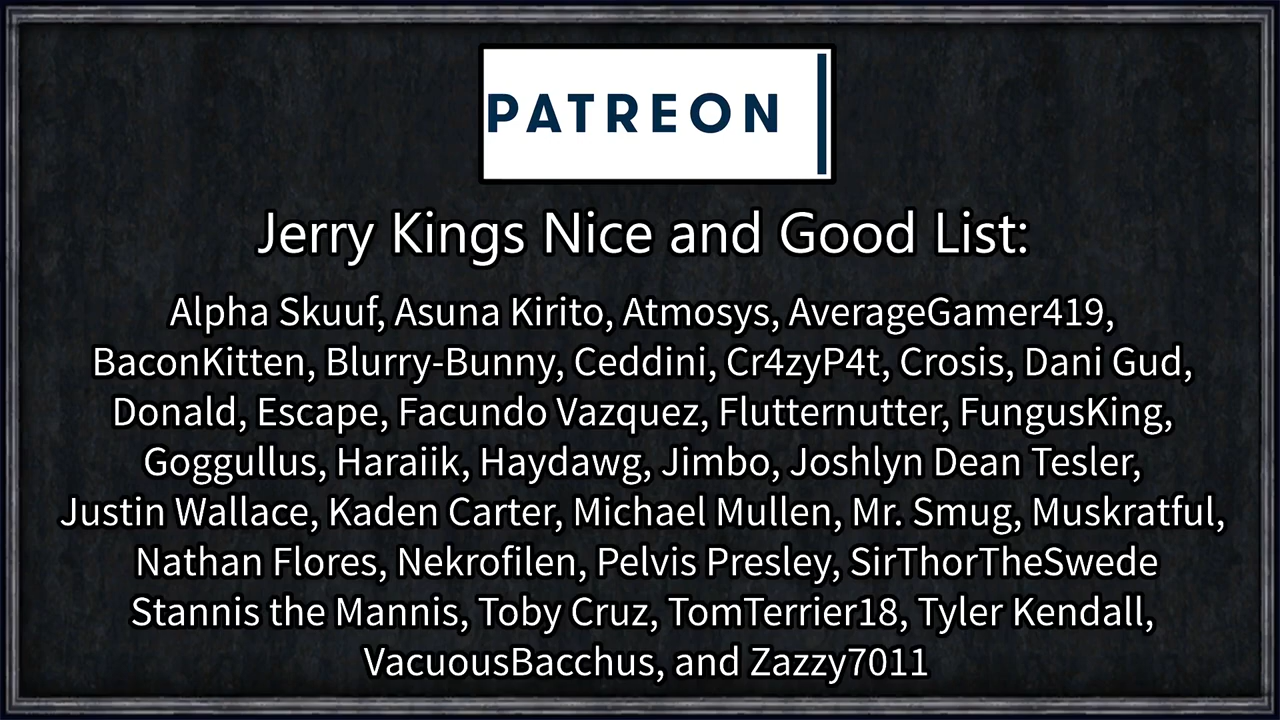 PATREON
Jerry Kings Nice and Good List:
Alpha Skuuf, Asuna Kirito, Atmosys, AverageGamer419,
BaconKitten, Blurry-Bunny, Ceddini, Cr4zyP4t, Crosis, Dani Gud,
Donald, Escape, Facundo Vazquez, Flutternutter, FungusKing,
Goggullus, Haraiik, Haydawg, Jimbo, Joshlyn Dean Tesler,
Justin Wallace, Kaden Carter, Michael Mullen, Mr. Smug, Muskratful,
Nathan Flores, Nekrofilen, Pelvis Presley, SirThorTheSwede
Stannis the Mannis, Toby Cruz, TomTerrier18, Tyler Kendall,
VacuousBacchus, and Zazzy7011